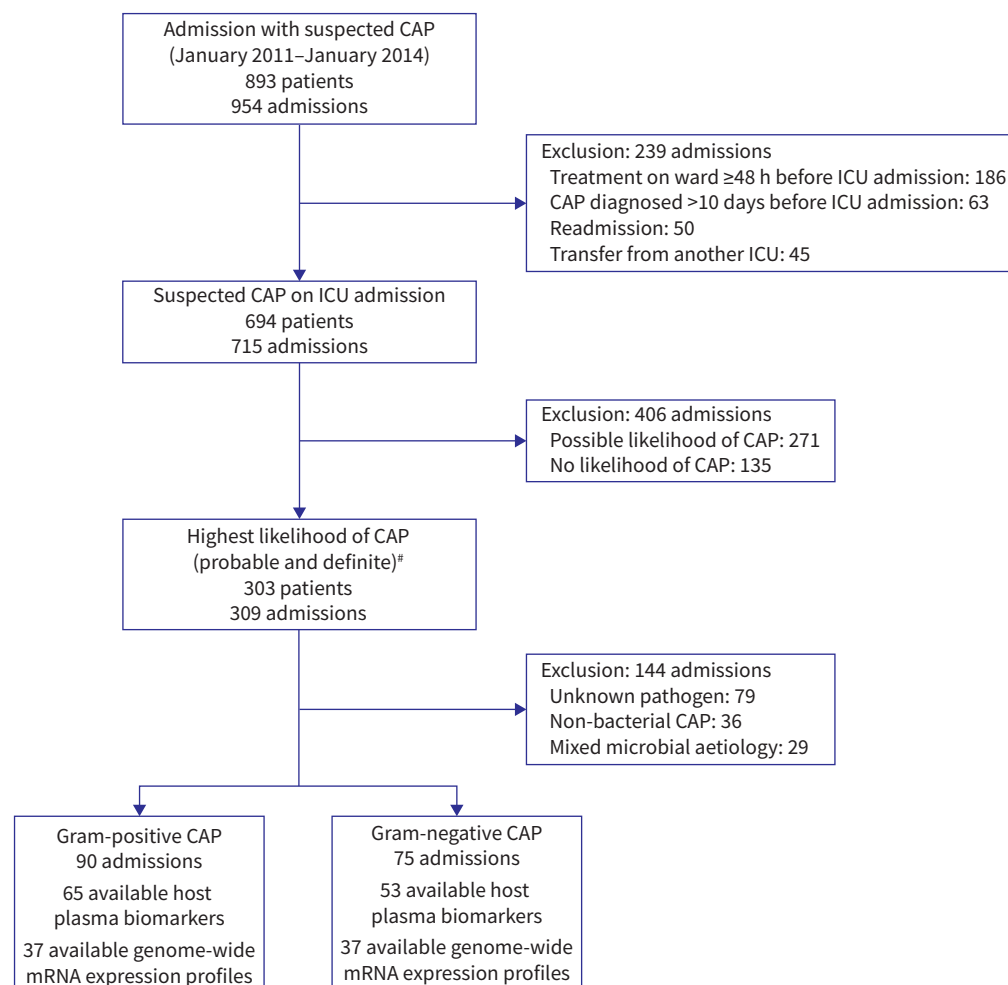 Admission with suspected CAP
(January 2011–January 2014)
893 patients
954 admissions
Exclusion: 239 admissions
Treatment on ward ≥48 h before ICU admission: 186
CAP diagnosed >10 days before ICU admission: 63
Readmission: 50
Transfer from another ICU: 45
Suspected CAP on ICU admission
694 patients
715 admissions
Exclusion: 406 admissions
Possible likelihood of CAP: 271
No likelihood of CAP: 135
Highest likelihood of CAP
(probable and definite)#
303 patients
309 admissions
Exclusion: 144 admissions
Unknown pathogen: 79
Non-bacterial CAP: 36
Mixed microbial aetiology: 29
Gram-positive CAP
90 admissions
65 available host
plasma biomarkers
37 available genome-wide
mRNA expression profiles
Gram-negative CAP
75 admissions
53 available host
plasma biomarkers
37 available genome-wide
mRNA expression profiles